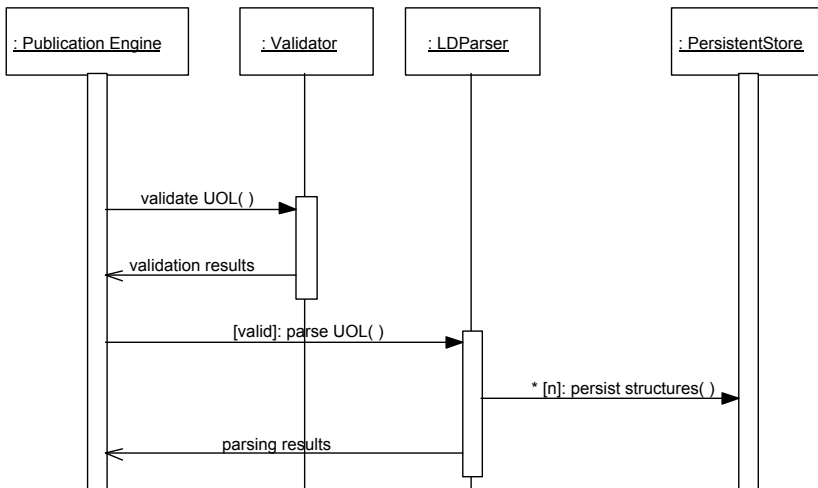 : Publication Engine
: Validator
: LDParser
: PersistentStore
validate UOL( )
validation results
[valid]: parse UOL( )
* [n]: persist structures( )
parsing results